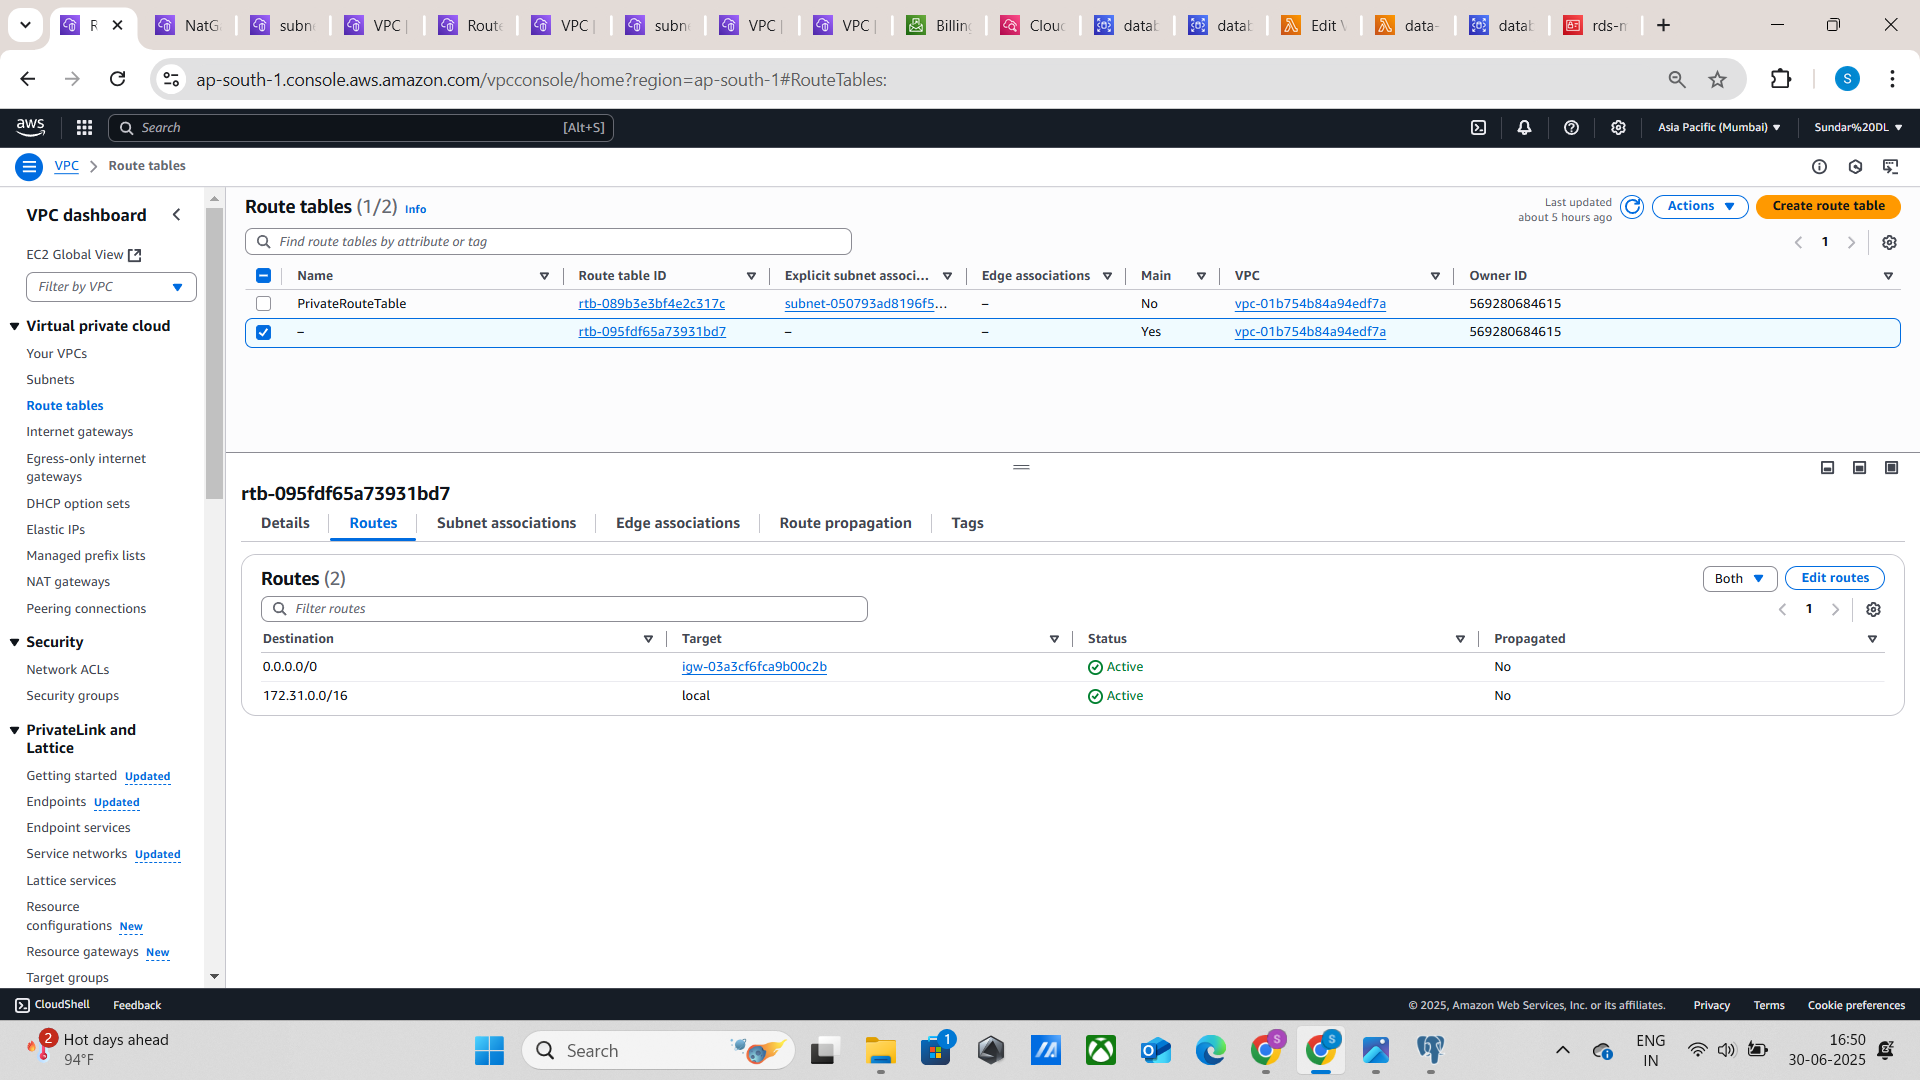 R
NatG
subn
VPC |
Route
VPC |
subn
VPC |
VPC |
Billing
Cloud
datab
datab
Edit V
data-
datab
rds-m
ap-south-1.console.aws.amazon.com/vpcconsole/home?region=ap-south-1#RouteTables:
S
aws
Search
[Alt+S]
Asia Pacific (Mumbai)
Sundar%20DL
VPC
Route tables
VPC dashboard
EC2 Global View
Filter by VPC
Virtual private cloud
Your VPCs
Subnets
Route tables
Internet gateways
Egress-only internet
gateways
DHCP option sets
Elastic IPs
Managed prefix lists
NAT gateways
Peering connections
Security
Network ACLs
Security groups
PrivateLink and
Lattice
Getting started Updated
Endpoints Updated
Endpoint services
Service networks Updated
Lattice services
Resource
configurations New
Resource gateways New
Target groups
Route tables (1/2) Info
Last updated
about 5 hours ago
Actions
Create route table
Find route tables by attribute or tag
1
Name Route table ID Explicit subnet associ... Edge associations Main VPC Owner ID
PrivateRouteTable rtb-089b3e3bf4e2c317c subnet-050793ad8196f5... – No vpc-01b754b84a94edf7a 569280684615
– rtb-095fdf65a73931bd7 – – Yes vpc-01b754b84a94edf7a 569280684615
rtb-095fdf65a73931bd7
Details Routes Subnet associations Edge associations Route propagation Tags
Routes (2)
Both
Edit routes
Filter routes
1
Destination Target Status Propagated
0.0.0.0/0 igw-03a3cf6fca9b00c2b Active No
172.31.0.0/16 local Active No
CloudShell Feedback
© 2025, Amazon Web Services, Inc. or its affiliates. Privacy Terms Cookie preferences
2
Hot days ahead
94°F
Search
1
S
S
ENG
IN
16:50
30-06-2025